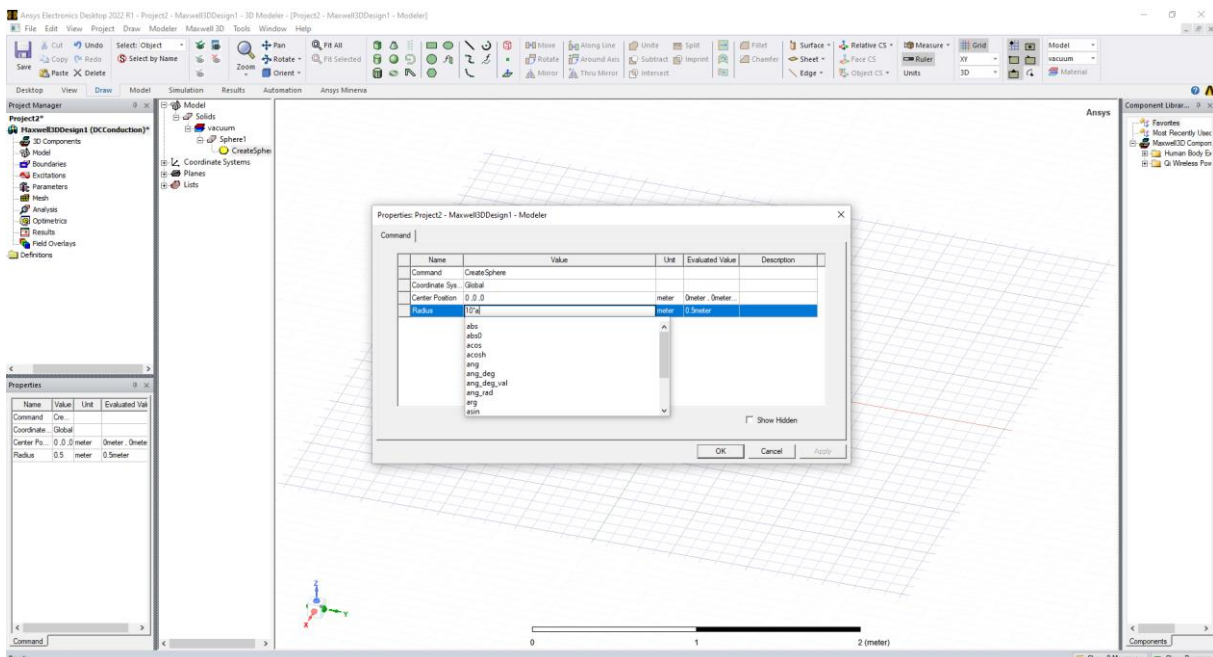 Ansys Electronics Desktop 2022 R1 - Project2 - Maxwell3DDesign1 - 3D Modeler - [Project2 - Maxwell3DDesign1 - Modeler]
File Edit View Project Draw Modeler Maxwell 3D Tools Window Help
Save
Cut Undo Select: Object
Copy Redo Select by Name
Paste Delete
Zoom
Pan Fit All
Rotate Fit Selected
Orient
Move Along Line Unite Split Fillet Surface Relative CS Measure Grid Model
Rotate Around Axis Subtract Imprint Chamfer Sheet Face CS Ruler XY vacuum
Mirror Thru Mirror Intersect Edge Object CS Units 3D Material
Desktop View Draw Model Simulation Results Automation Ansys Minerva
Project Manager
Project2*
Maxwell3DDesign1 (DCConduction)*
3D Components
Model
Boundaries
Excitations
Parameters
Mesh
Analysis
Optimetrics
Results
Field Overlays
Definitions
Model
Solids
vacuum
Sphere1
CreateSphe
Coordinate Systems
Planes
Lists
Ansys
Component Librar...
Favorites
Most Recently Used
Maxwell3D Compon
Human Body
Qi Wireless Pow
Properties: Project2 - Maxwell3DDesign1 - Modeler
Command
Name Value Unit Evaluated Value Description
Command CreateSphere
Coordinate Sys... Global
Center Position 0 ,0 ,0 meter 0meter , 0meter...
Radius 10*a meter 0.5meter
abs
abs0
acos
acosh
ang
ang_deg
ang_deg_val
ang_rad
arg
asin
Show Hidden
OK Cancel Apply
Properties
Name Value Unit Evaluated Val
Command Cre...
Coordinate... Global
Center Po... 0 ,0 ,0 meter 0meter , 0mete
Radius 0.5 meter 0.5meter
Command
Z
Y
X
0 1 2 (meter)
Components